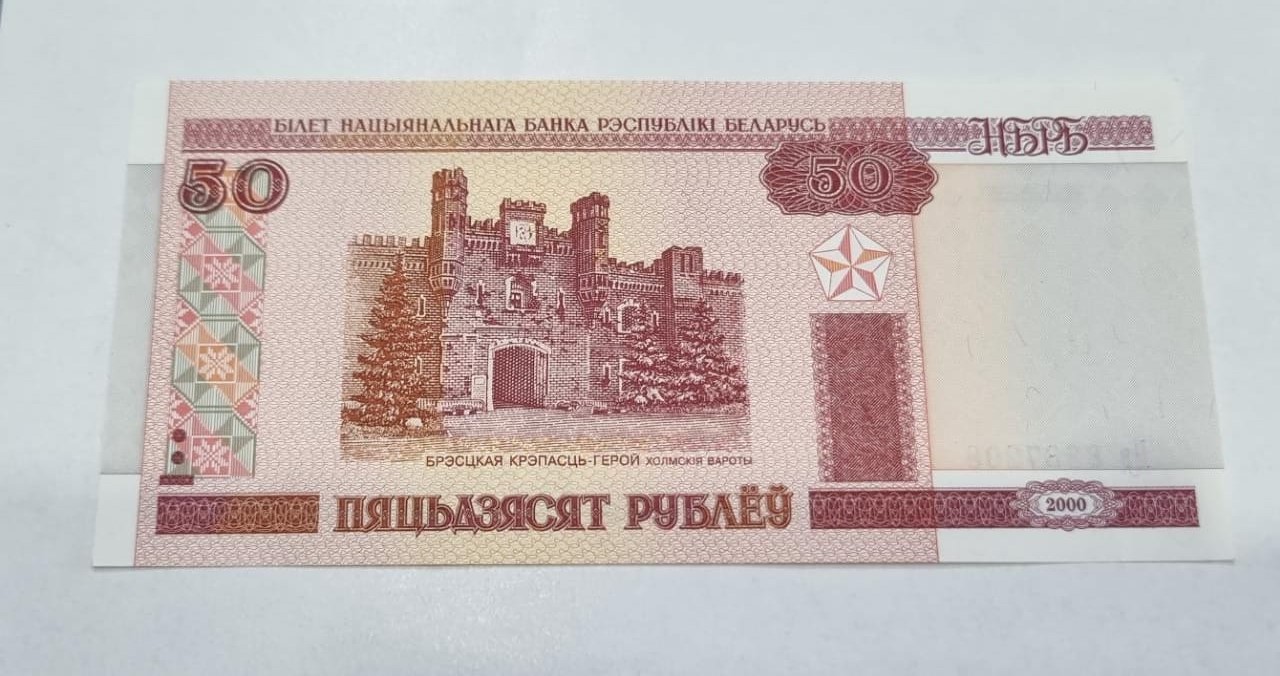 БІЛЕТ НАЦЫЯНАЛЬНАГА БАНКА РЭСПУБЛІКІ БЕЛАРУСЬ
НБРБ
50
50
БРЭСЦКАЯ КРЭПАСЦЬ-ГЕРОЙ ХОЛМСКІЯ ВАРОТЫ
ПЯЦЬДЗЯСЯТ РУБЛЁЎ
2000